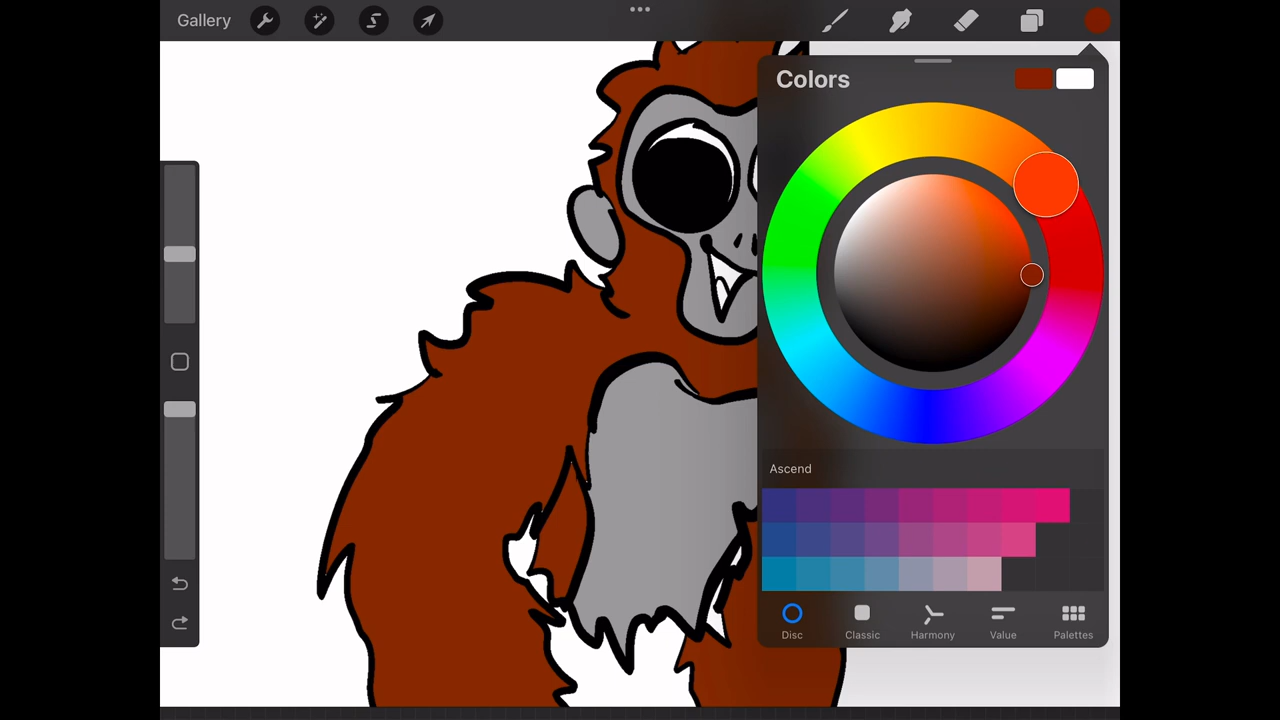 Gallery
Colors
Ascend
Disc
Classic
Harmony
Value
Palettes